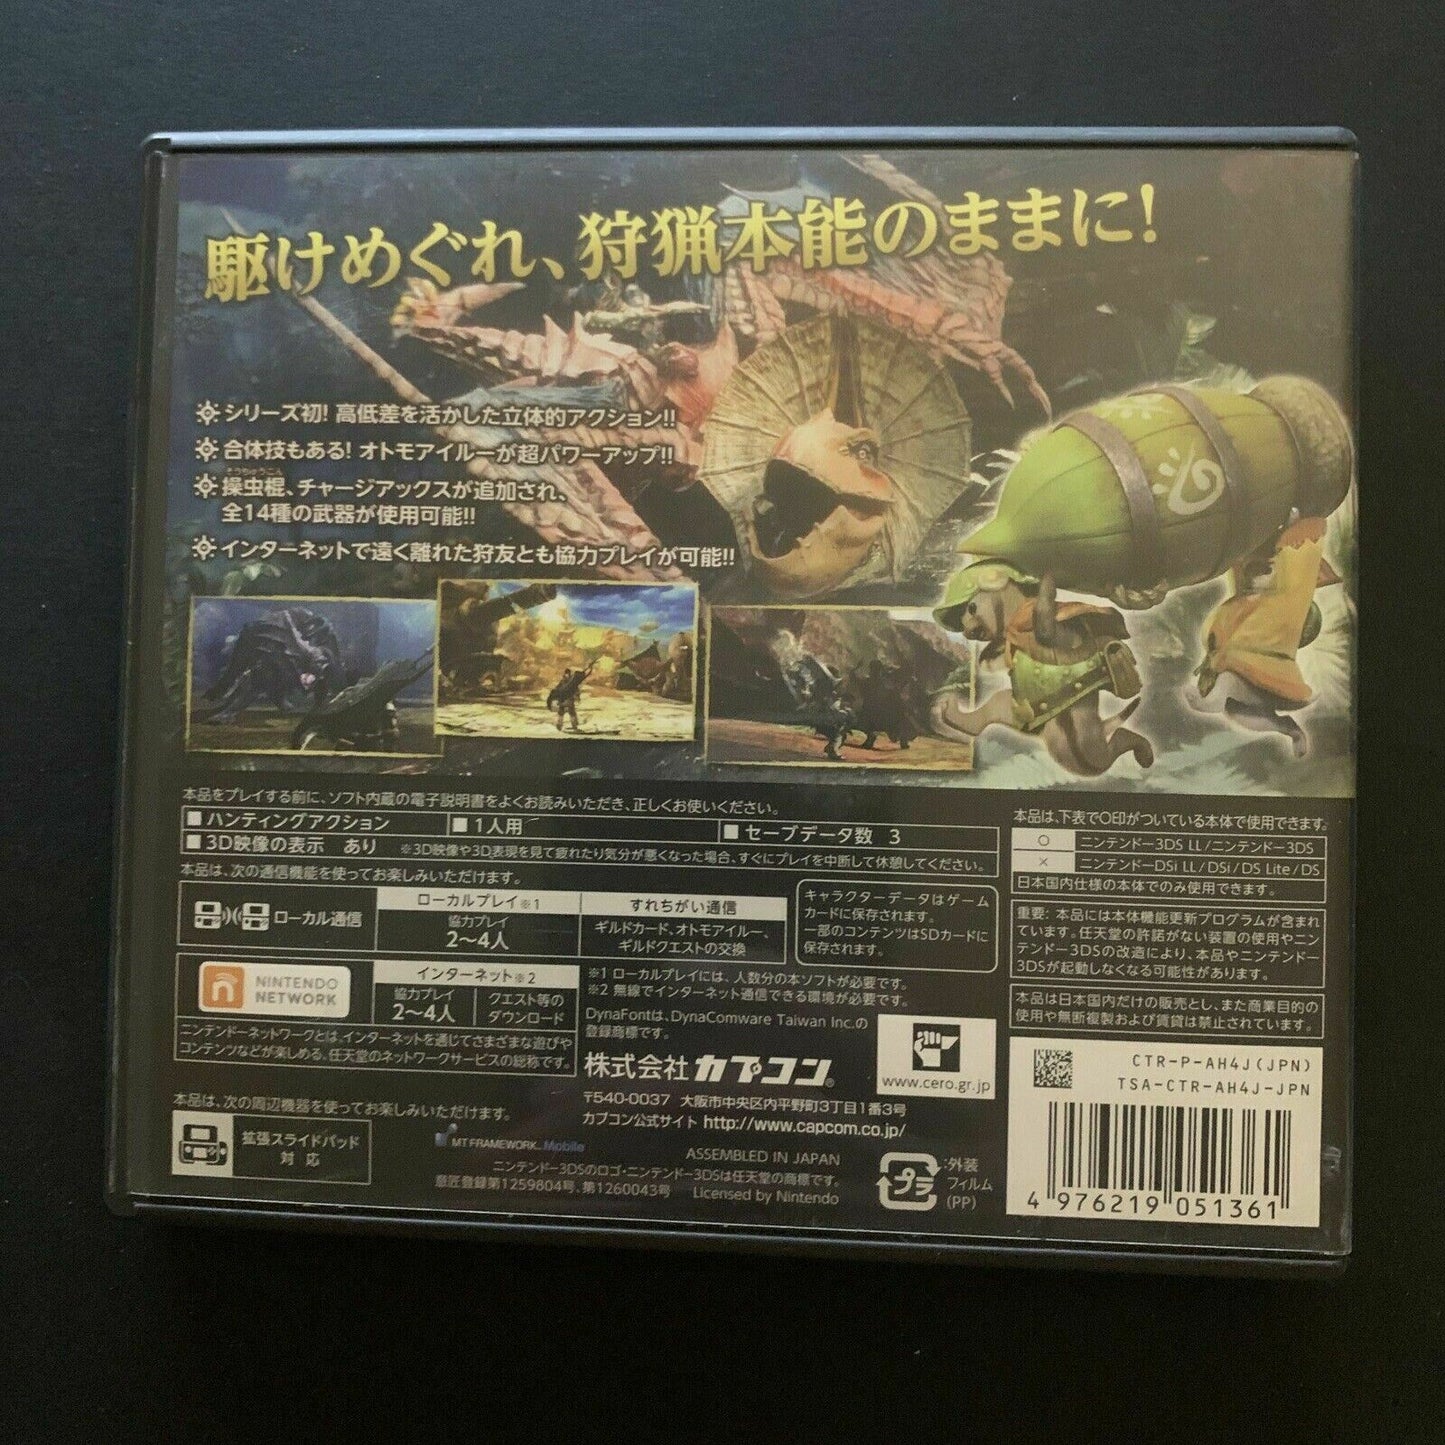 駆けめぐれ、狩猟本能のままに!
シリーズ初! 高低差を活かした立体的アクション!!
合体技もある! オトモアイルーが超パワーアップ!!
そうちゅうこん
操虫棍、チャージアックスが追加され、
全14種の武器が使用可能!!
インターネットで遠く離れた狩友とも協力プレイが可能!!
本品をプレイする前に、ソフト内蔵の電子説明書をよくお読みいただき、正しくお使いください。
■ハンティングアクション
■1人用
■セーブデータ数 3
■3D映像の表示 あり
※3D映像や3D表現を見て疲れたり気分が悪くなった場合、すぐにプレイを中断して休憩してください。
本品は、次の通信機能を使ってお楽しみいただけます。
ローカル通信
ローカルプレイ※1
協力プレイ
2〜4人
すれちがい通信
ギルドカード、オトモアイルー、
ギルドクエストの交換
キャラクターデータはゲーム
カードに保存されます。
一部のコンテンツはSDカードに
保存されます。
NINTENDO
NETWORK
インターネット※2
協力プレイ
2〜4人
クエスト等の
ダウンロード
ニンテンドーネットワークとは、インターネットを通じてさまざまな遊びや
コンテンツなどが楽しめる、任天堂のネットワークサービスの総称です。
※1 ローカルプレイには、人数分の本ソフトが必要です。
※2 無線でインターネット通信できる環境が必要です。
DynaFontは、DynaComware Taiwan Inc.の
登録商標です。
株式会社カプコン
〒540-0037 大阪市中央区内平野町3丁目1番3号
カプコン公式サイト http://www.capcom.co.jp/
www.cero.gr.jp
本品は、次の周辺機器を使ってお楽しみいただけます。
拡張スライドパッド
対応
MT FRAMEWORK Mobile
ASSEMBLED IN JAPAN
ニンテンドー3DSのロゴ・ニンテンドー3DSは任天堂の商標です。
意匠登録第1259804号、第1260043号
Licensed by Nintendo
プラ
:外装
フィルム
(PP)
本品は、下表で○印がついている本体で使用できます。
○ ニンテンドー3DS LL/ニンテンドー3DS
× ニンテンドーDSi LL/DSi/DS Lite/DS
日本国内仕様の本体でのみ使用できます。
重要: 本品には本体機能更新プログラムが含まれ
ています。任天堂の許諾がない装置の使用やニン
テンドー3DSの改造により、本品やニンテンドー
3DSが起動しなくなる可能性があります。
本品は日本国内だけの販売とし、また商業目的の
使用や無断複製および賃貸は禁止されています。
CTR-P-AH4J(JPN)
TSA-CTR-AH4J-JPN
4 976219 051361